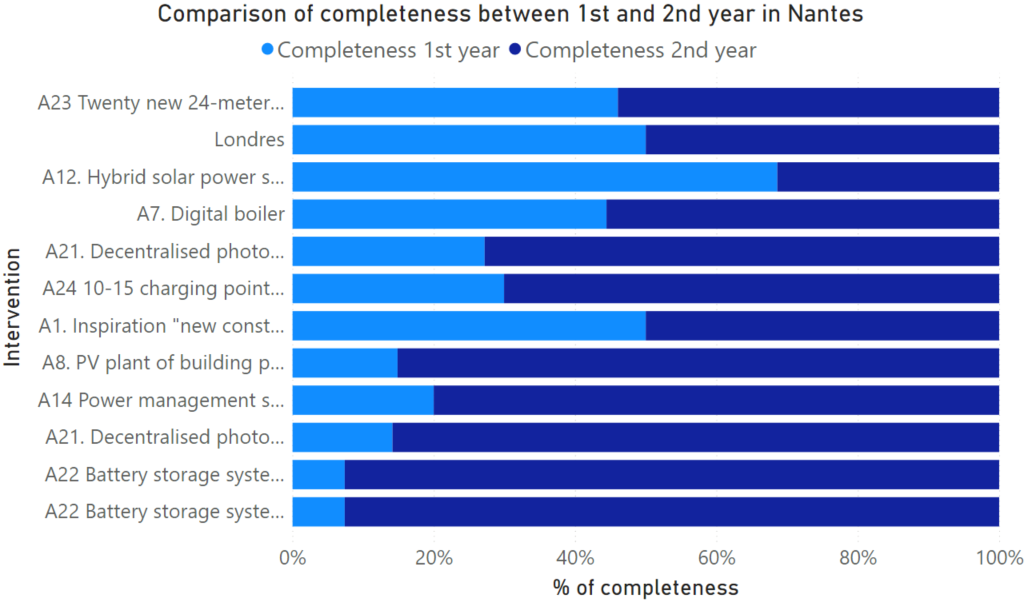 Comparison of completeness between 1st and 2nd year in Nantes
Completeness 1st year Completeness 2nd year
A23 Twenty new 24-meter...
Londres
A12. Hybrid solar power s...
A7. Digital boiler
A21. Decentralised photo...
A24 10-15 charging point...
A1. Inspiration "new const...
A8. PV plant of building p...
A14 Power management s...
A21. Decentralised photo...
A22 Battery storage syste...
A22 Battery storage syste...
Intervention
0% 20% 40% 60% 80% 100%
% of completeness